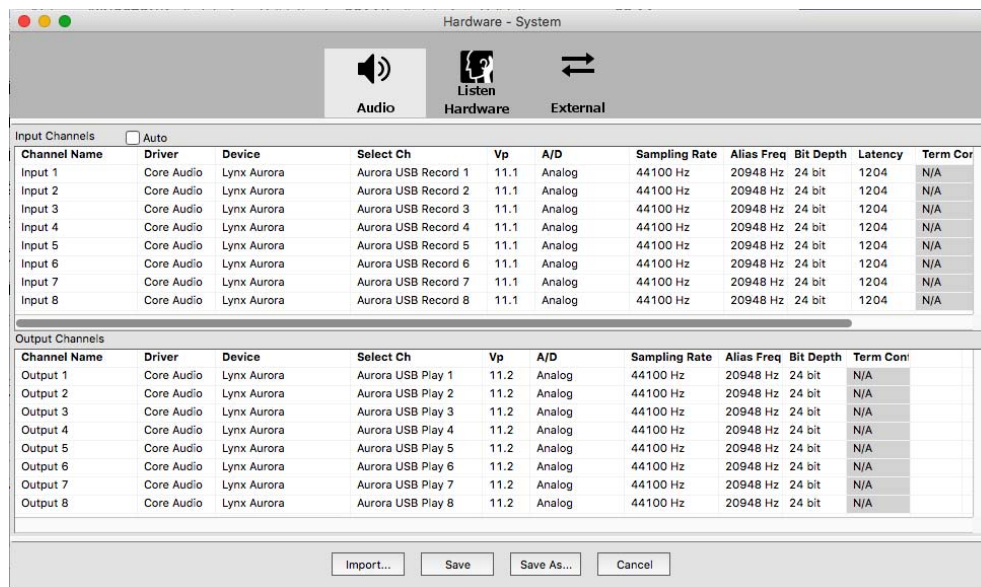 Hardware - System
Audio
Listen
Hardware
External
Input Channels Auto
Channel Name Driver Device Select Ch Vp A/D Sampling Rate Alias Freq Bit Depth Latency Term Cor
Input 1 Core Audio Lynx Aurora Aurora USB Record 1 11.1 Analog 44100 Hz 20948 Hz 24 bit 1204 N/A
Input 2 Core Audio Lynx Aurora Aurora USB Record 2 11.1 Analog 44100 Hz 20948 Hz 24 bit 1204 N/A
Input 3 Core Audio Lynx Aurora Aurora USB Record 3 11.1 Analog 44100 Hz 20948 Hz 24 bit 1204 N/A
Input 4 Core Audio Lynx Aurora Aurora USB Record 4 11.1 Analog 44100 Hz 20948 Hz 24 bit 1204 N/A
Input 5 Core Audio Lynx Aurora Aurora USB Record 5 11.1 Analog 44100 Hz 20948 Hz 24 bit 1204 N/A
Input 6 Core Audio Lynx Aurora Aurora USB Record 6 11.1 Analog 44100 Hz 20948 Hz 24 bit 1204 N/A
Input 7 Core Audio Lynx Aurora Aurora USB Record 7 11.1 Analog 44100 Hz 20948 Hz 24 bit 1204 N/A
Input 8 Core Audio Lynx Aurora Aurora USB Record 8 11.1 Analog 44100 Hz 20948 Hz 24 bit 1204 N/A
Output Channels
Channel Name Driver Device Select Ch Vp A/D Sampling Rate Alias Freq Bit Depth Term Cont
Output 1 Core Audio Lynx Aurora Aurora USB Play 1 11.2 Analog 44100 Hz 20948 Hz 24 bit N/A
Output 2 Core Audio Lynx Aurora Aurora USB Play 2 11.2 Analog 44100 Hz 20948 Hz 24 bit N/A
Output 3 Core Audio Lynx Aurora Aurora USB Play 3 11.2 Analog 44100 Hz 20948 Hz 24 bit N/A
Output 4 Core Audio Lynx Aurora Aurora USB Play 4 11.2 Analog 44100 Hz 20948 Hz 24 bit N/A
Output 5 Core Audio Lynx Aurora Aurora USB Play 5 11.2 Analog 44100 Hz 20948 Hz 24 bit N/A
Output 6 Core Audio Lynx Aurora Aurora USB Play 6 11.2 Analog 44100 Hz 20948 Hz 24 bit N/A
Output 7 Core Audio Lynx Aurora Aurora USB Play 7 11.2 Analog 44100 Hz 20948 Hz 24 bit N/A
Output 8 Core Audio Lynx Aurora Aurora USB Play 8 11.2 Analog 44100 Hz 20948 Hz 24 bit N/A
Import... Save Save As... Cancel